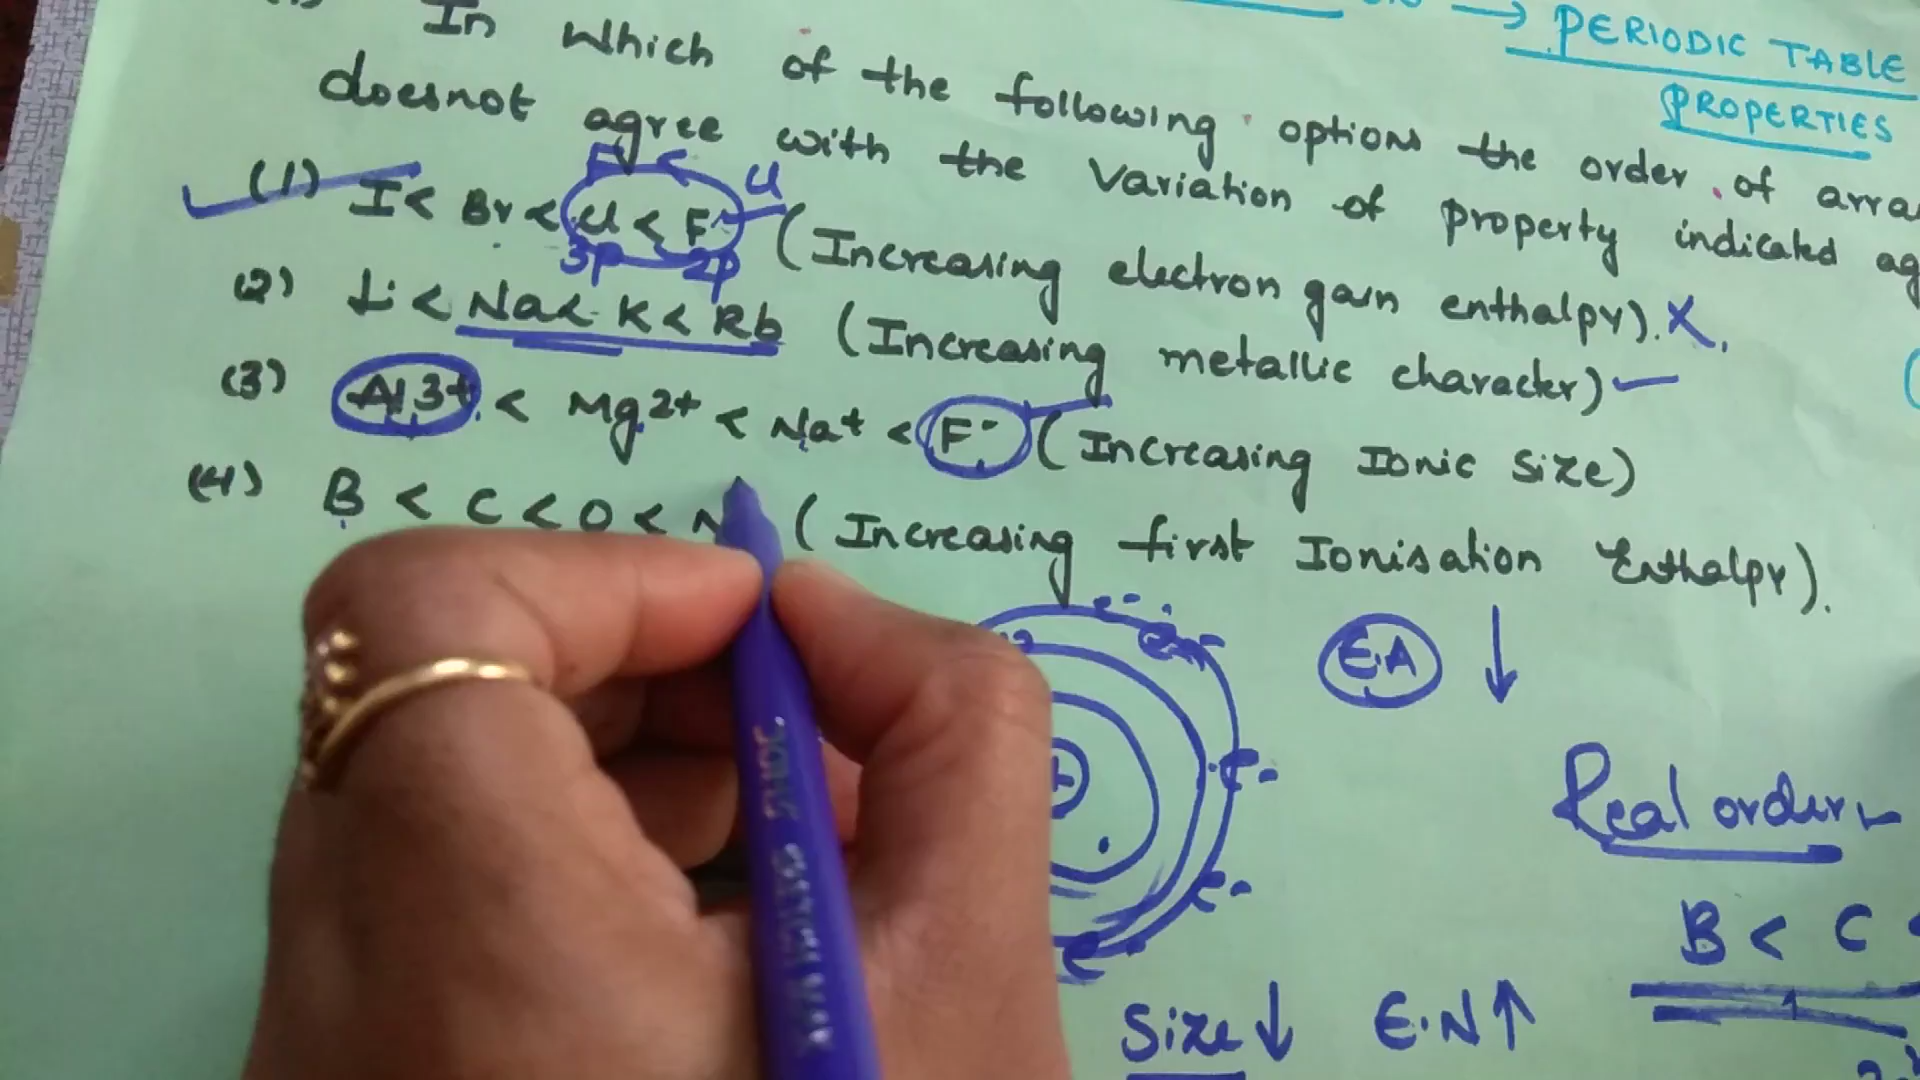 → PERIODIC TABLE
PROPERTIES
In which of the following options the order of
doesnot agree with the variation of property indicated
(1) I < Br < Cl < F (Increasing electron gain enthalpy). X
F < Cl
3p 2p
(2) Li < Na < K < Rb (Increasing metallic character) ✓
(3) Al3+ < Mg2+ < Na+ < F- (Increasing Ionic size)
(4) B < C < O < N (Increasing first Ionisation Enthalpy).
E.A ↓
e-
e-
e-
Real order
B < C
Size ↓ E.N ↑